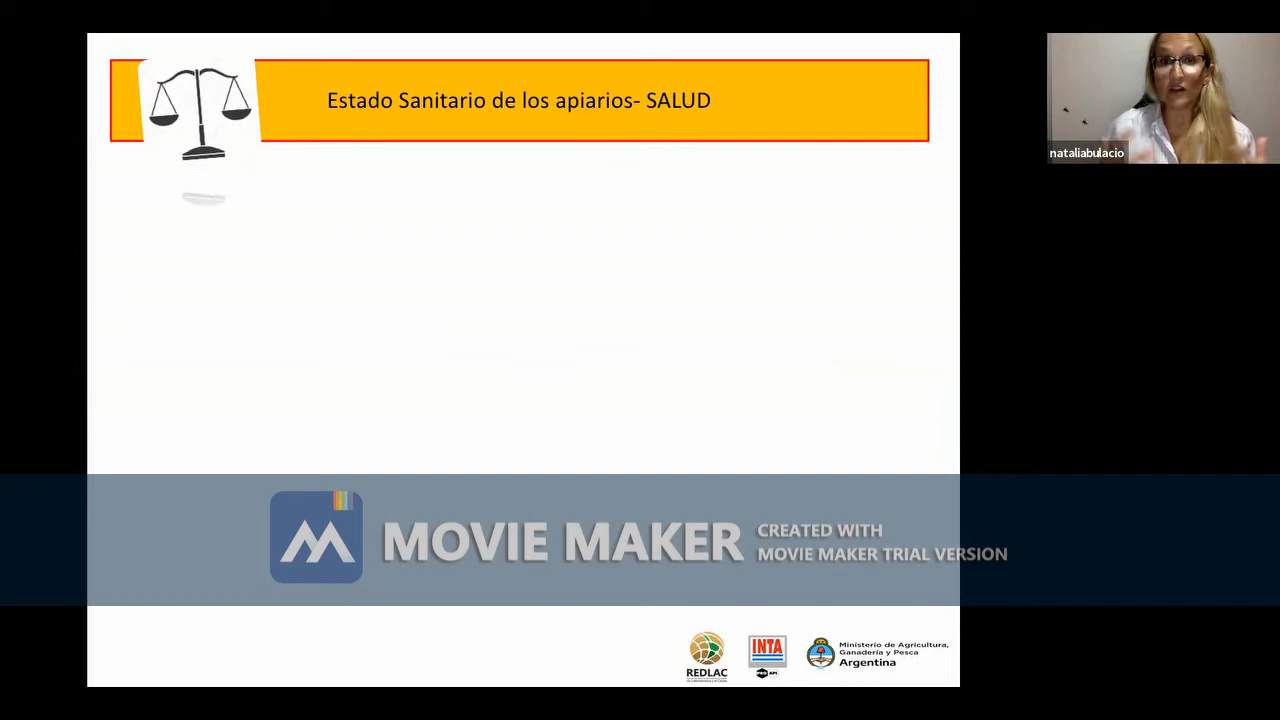 Estado Sanitario de los apiarios- SALUD
nataliabulacio
MOVIE MAKER
CREATED WITH
MOVIE MAKER TRIAL VERSION
REDLAC
INTA
Ministerio de Agricultura,
Ganadería y Pesca
Argentina